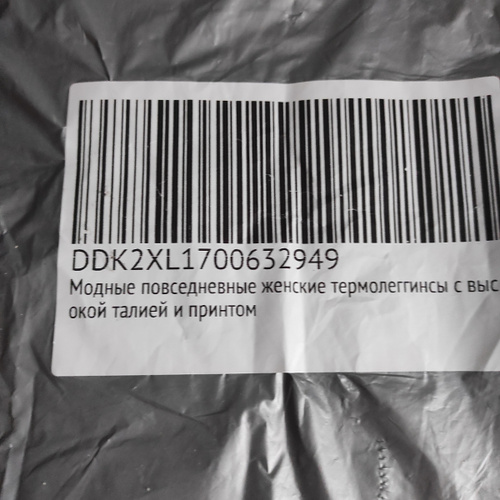 DDK2XL1700632949
Модные повседневные женские термолеггинсы с выс
окой талией и принтом